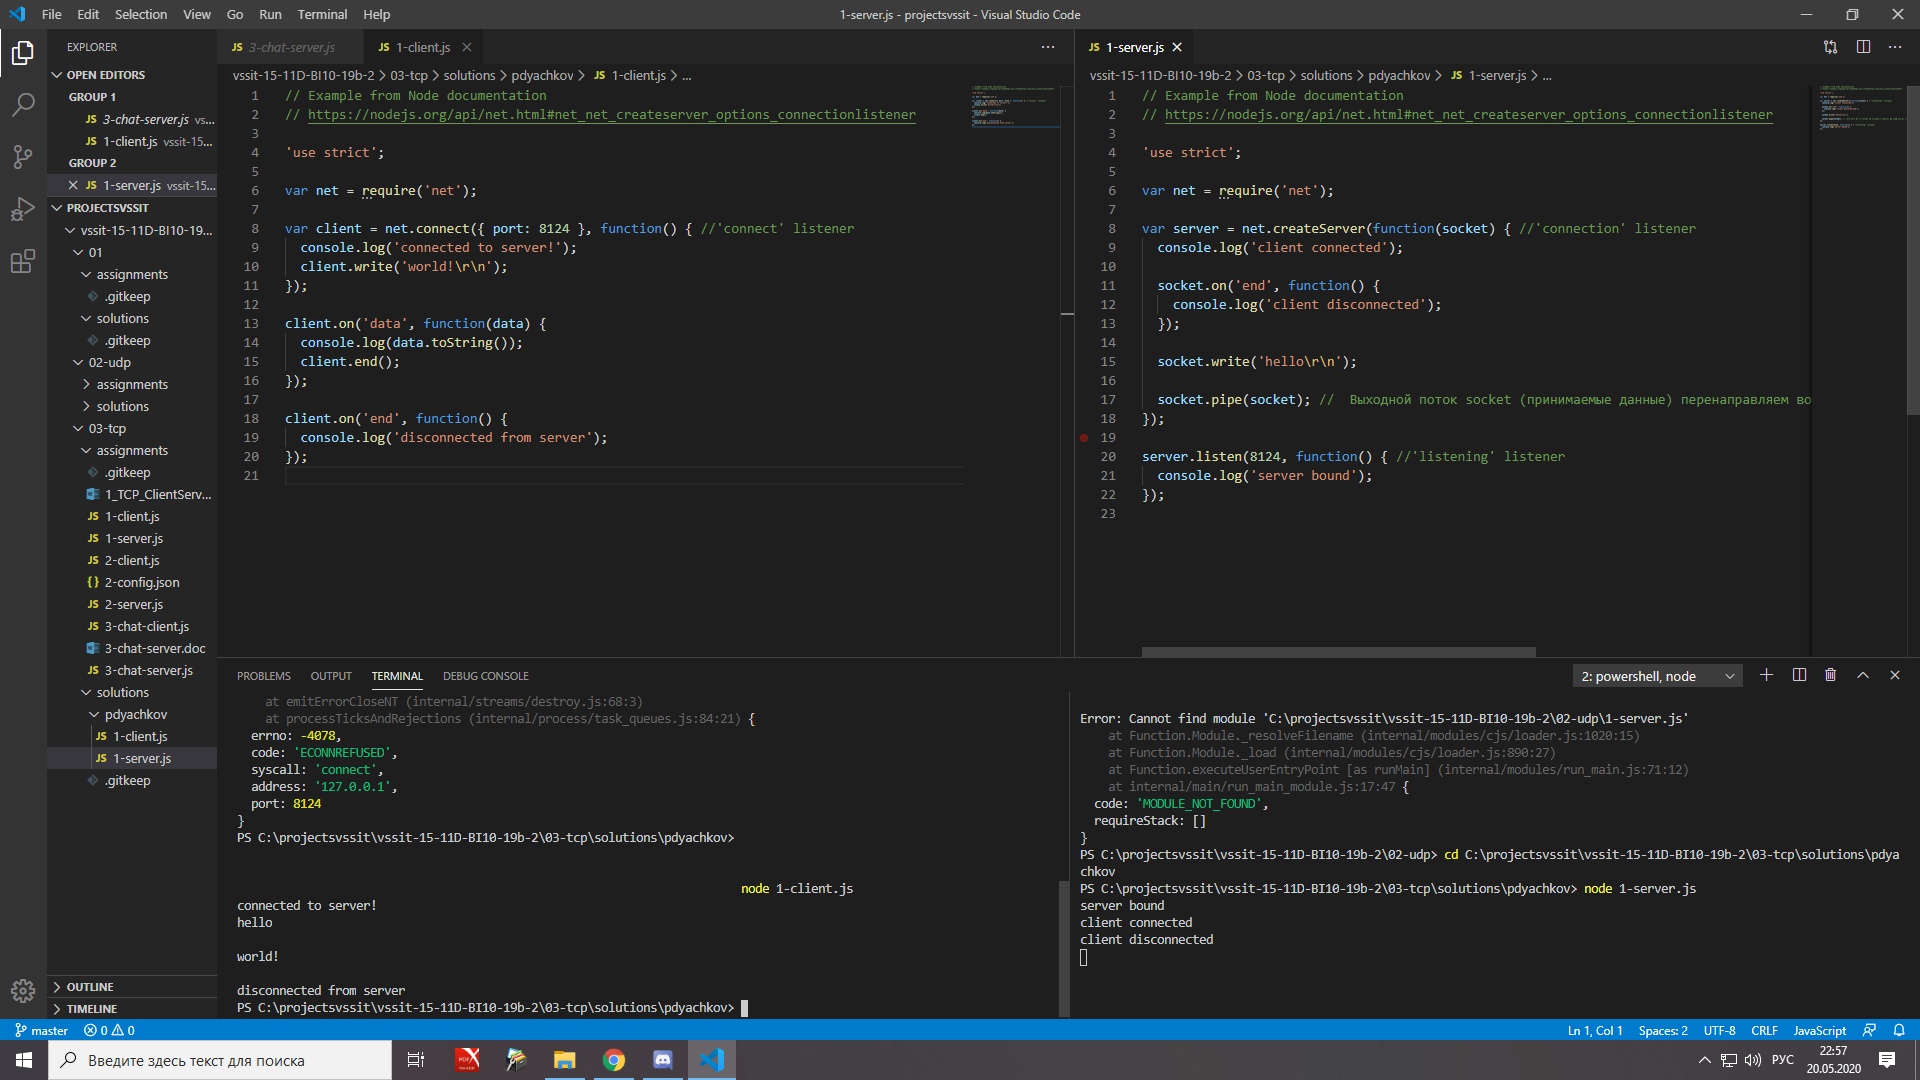 File Edit Selection View Go Run Terminal Help
1-server.js - projectsvssit - Visual Studio Code
EXPLORER
OPEN EDITORS
GROUP 1
JS 3-chat-server.js vs...
JS 1-client.js vssit-15...
GROUP 2
JS 1-server.js vssit-15...
PROJECTSVSSIT
vssit-15-11D-BI10-19...
01
assignments
.gitkeep
solutions
.gitkeep
02-udp
assignments
solutions
03-tcp
assignments
.gitkeep
1_TCP_ClientServ...
JS 1-client.js
JS 1-server.js
JS 2-client.js
{} 2-config.json
JS 2-server.js
JS 3-chat-client.js
3-chat-server.doc
JS 3-chat-server.js
solutions
pdyachkov
JS 1-client.js
JS 1-server.js
.gitkeep
OUTLINE
TIMELINE
JS 3-chat-server.js JS 1-client.js
vssit-15-11D-BI10-19b-2 > 03-tcp > solutions > pdyachkov > JS 1-client.js > ...
1 // Example from Node documentation
2 // https://nodejs.org/api/net.html#net_net_createserver_options_connectionlistener
3
4 'use strict';
5
6 var net = require('net');
7
8 var client = net.connect({ port: 8124 }, function() { //'connect' listener
9 console.log('connected to server!');
10 client.write('world!\r\n');
11 });
12
13 client.on('data', function(data) {
14 console.log(data.toString());
15 client.end();
16 });
17
18 client.on('end', function() {
19 console.log('disconnected from server');
20 });
21
JS 1-server.js
vssit-15-11D-BI10-19b-2 > 03-tcp > solutions > pdyachkov > JS 1-server.js > ...
1 // Example from Node documentation
2 // https://nodejs.org/api/net.html#net_net_createserver_options_connectionlistener
3
4 'use strict';
5
6 var net = require('net');
7
8 var server = net.createServer(function(socket) { //'connection' listener
9 console.log('client connected');
10
11 socket.on('end', function() {
12 console.log('client disconnected');
13 });
14
15 socket.write('hello\r\n');
16
17 socket.pipe(socket); // Выходной поток socket (принимаемые данные) перенаправляем во
18 });
19
20 server.listen(8124, function() { //'listening' listener
21 console.log('server bound');
22 });
23
PROBLEMS OUTPUT TERMINAL DEBUG CONSOLE
2: powershell, node
at emitErrorCloseNT (internal/streams/destroy.js:68:3)
at processTicksAndRejections (internal/process/task_queues.js:84:21) {
errno: -4078,
code: 'ECONNREFUSED',
syscall: 'connect',
address: '127.0.0.1',
port: 8124
}
PS C:\projectsvssit\vssit-15-11D-BI10-19b-2\03-tcp\solutions\pdyachkov>
node 1-client.js
connected to server!
hello
world!
disconnected from server
PS C:\projectsvssit\vssit-15-11D-BI10-19b-2\03-tcp\solutions\pdyachkov>
Error: Cannot find module 'C:\projectsvssit\vssit-15-11D-BI10-19b-2\02-udp\1-server.js'
at Function.Module._resolveFilename (internal/modules/cjs/loader.js:1020:15)
at Function.Module._load (internal/modules/cjs/loader.js:890:27)
at Function.executeUserEntryPoint [as runMain] (internal/modules/run_main.js:71:12)
at internal/main/run_main_module.js:17:47 {
code: 'MODULE_NOT_FOUND',
requireStack: []
}
PS C:\projectsvssit\vssit-15-11D-BI10-19b-2\02-udp> cd C:\projectsvssit\vssit-15-11D-BI10-19b-2\03-tcp\solutions\pdya
chkov
PS C:\projectsvssit\vssit-15-11D-BI10-19b-2\03-tcp\solutions\pdyachkov> node 1-server.js
server bound
client connected
client disconnected
master 0 0
Ln 1, Col 1 Spaces: 2 UTF-8 CRLF JavaScript
Введите здесь текст для поиска
РУС
22:57
20.05.2020